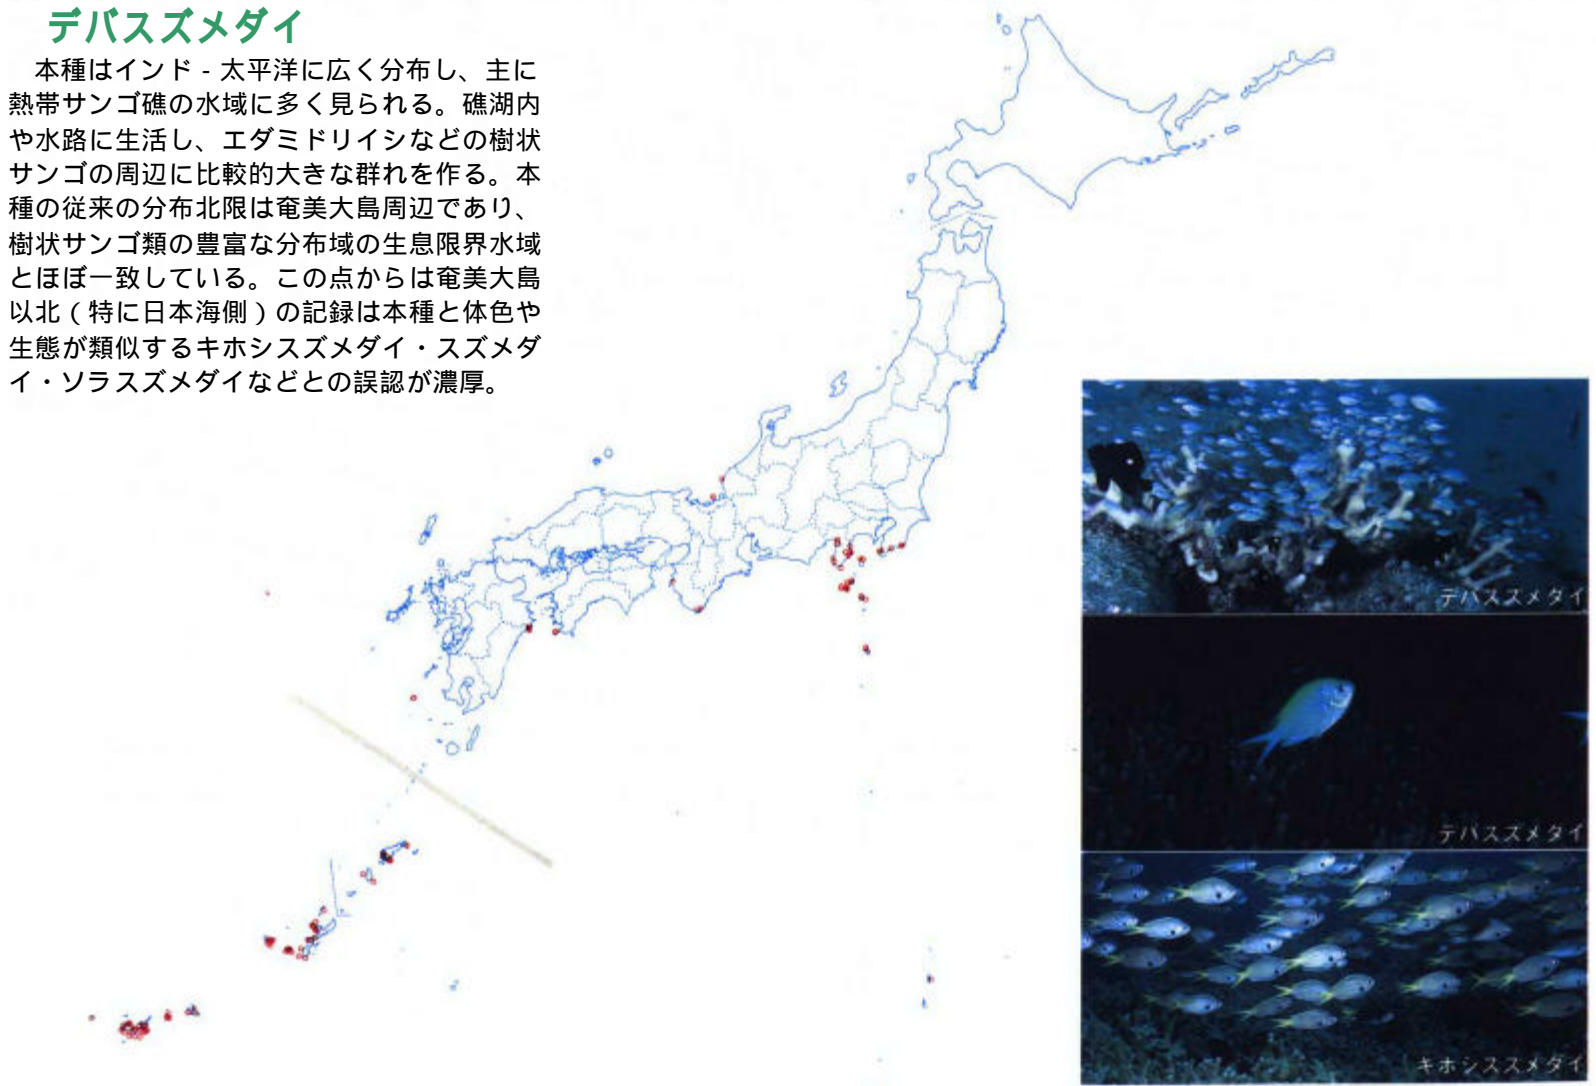 デバスズメダイ
本種はインド - 太平洋に広く分布し、主に
熱帯サンゴ礁の水域に多く見られる。礁湖内
や水路に生活し、エダミドリイシなどの樹状
サンゴの周辺に比較的大きな群れを作る。本
種の従来の分布北限は奄美大島周辺であり、
樹状サンゴ類の豊富な分布域の生息限界水域
とほぼ一致している。この点からは奄美大島
以北（特に日本海側）の記録は本種と体色や
生態が類似するキホシスズメダイ・スズメダ
イ・ソラスズメダイなどとの誤認が濃厚。
デバスズメダイ
デバスズメダイ
キホシスズメダイ